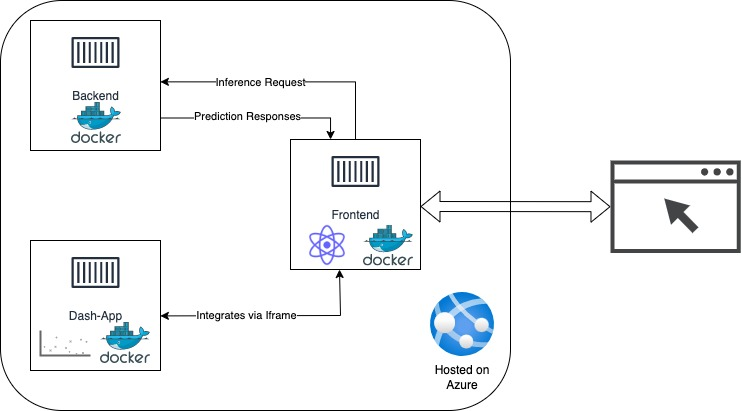 Backend
docker
Inference Request
Prediction Responses
Frontend
docker
Dash-App
docker
Integrates via Iframe
Hosted on
Azure